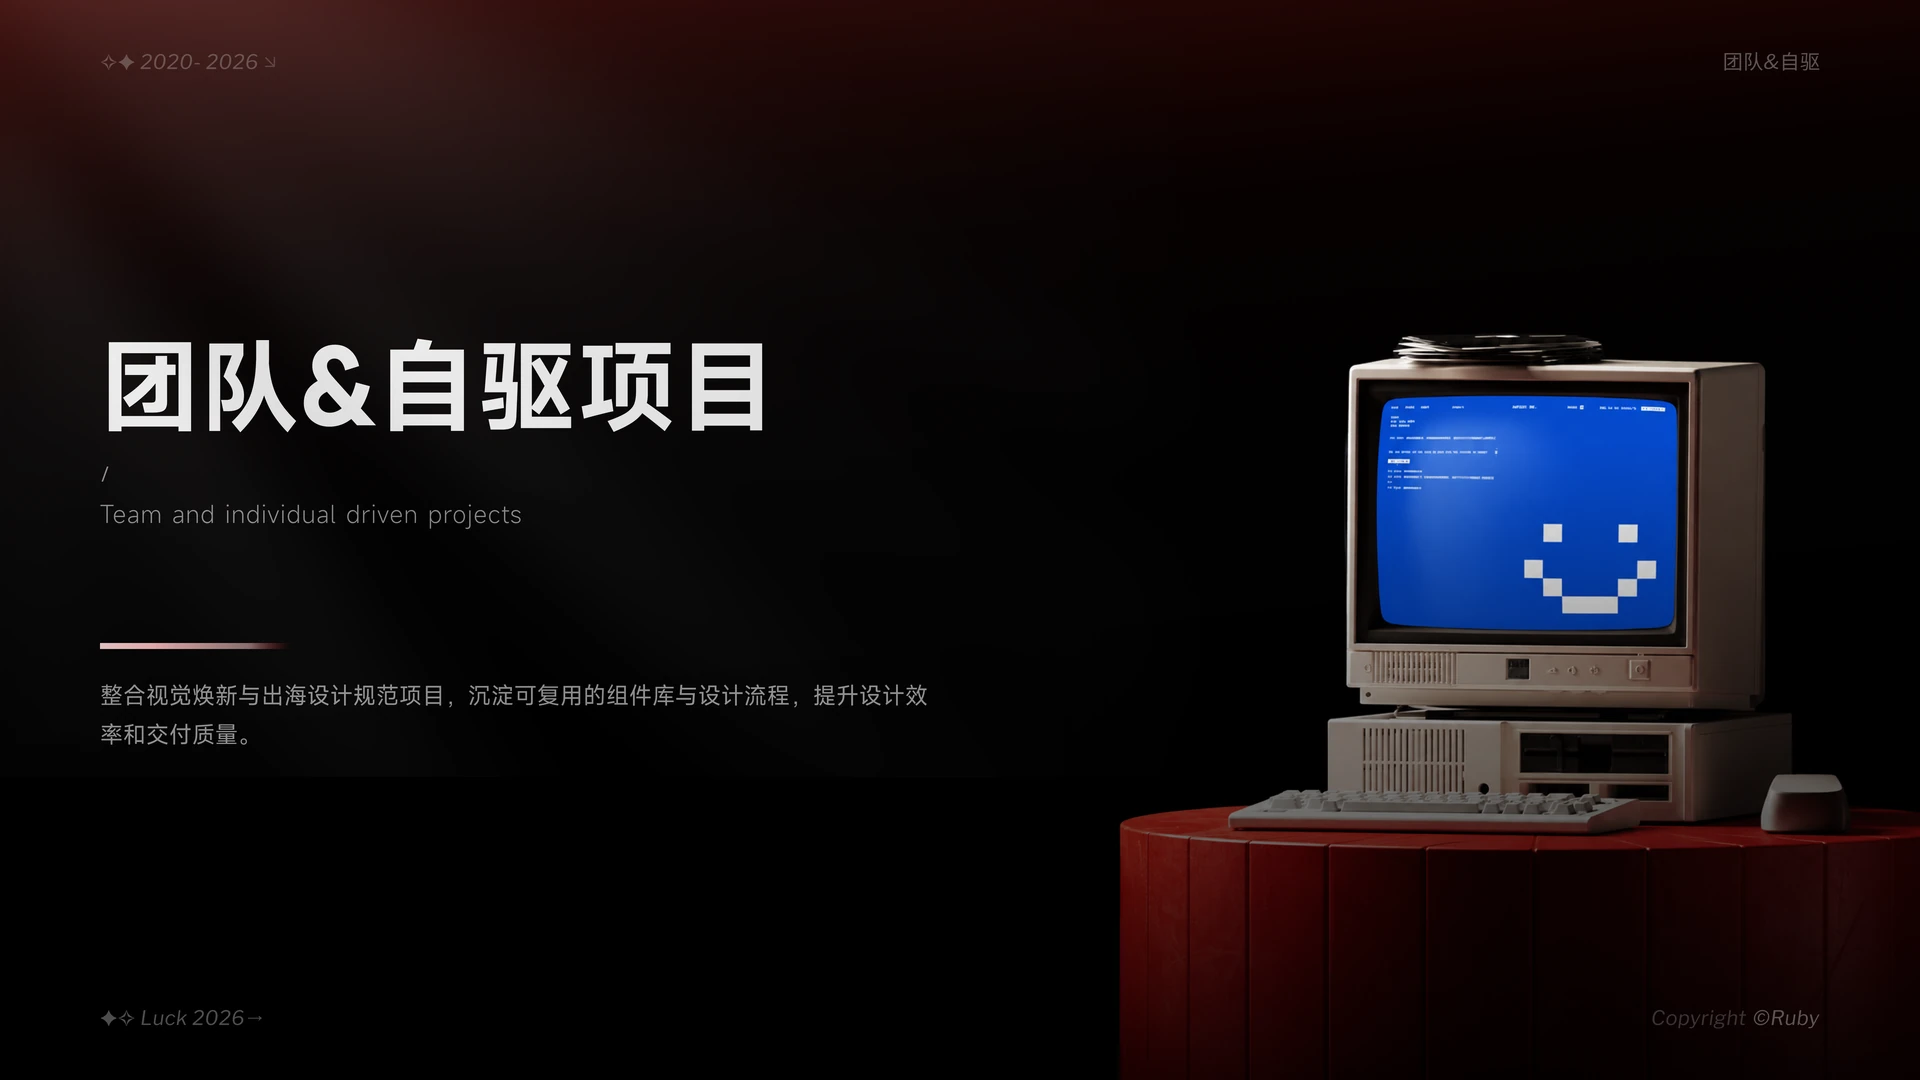 ✧✦ 2020- 2026↘
团队&自驱
团队&自驱项目
/
Team and individual driven projects
整合视觉焕新与出海设计规范项目，沉淀可复用的组件库与设计流程，提升设计效
率和交付质量。
✦✧ Luck 2026→
Copyright ©Ruby